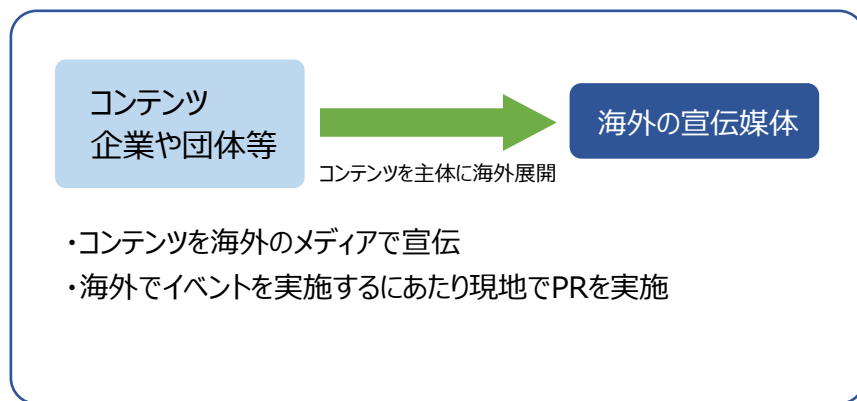 コンテンツ
企業や団体等
海外の宣伝媒体
コンテンツを主体に海外展開
・コンテンツを海外のメディアで宣伝
・海外でイベントを実施するにあたり現地でPRを実施